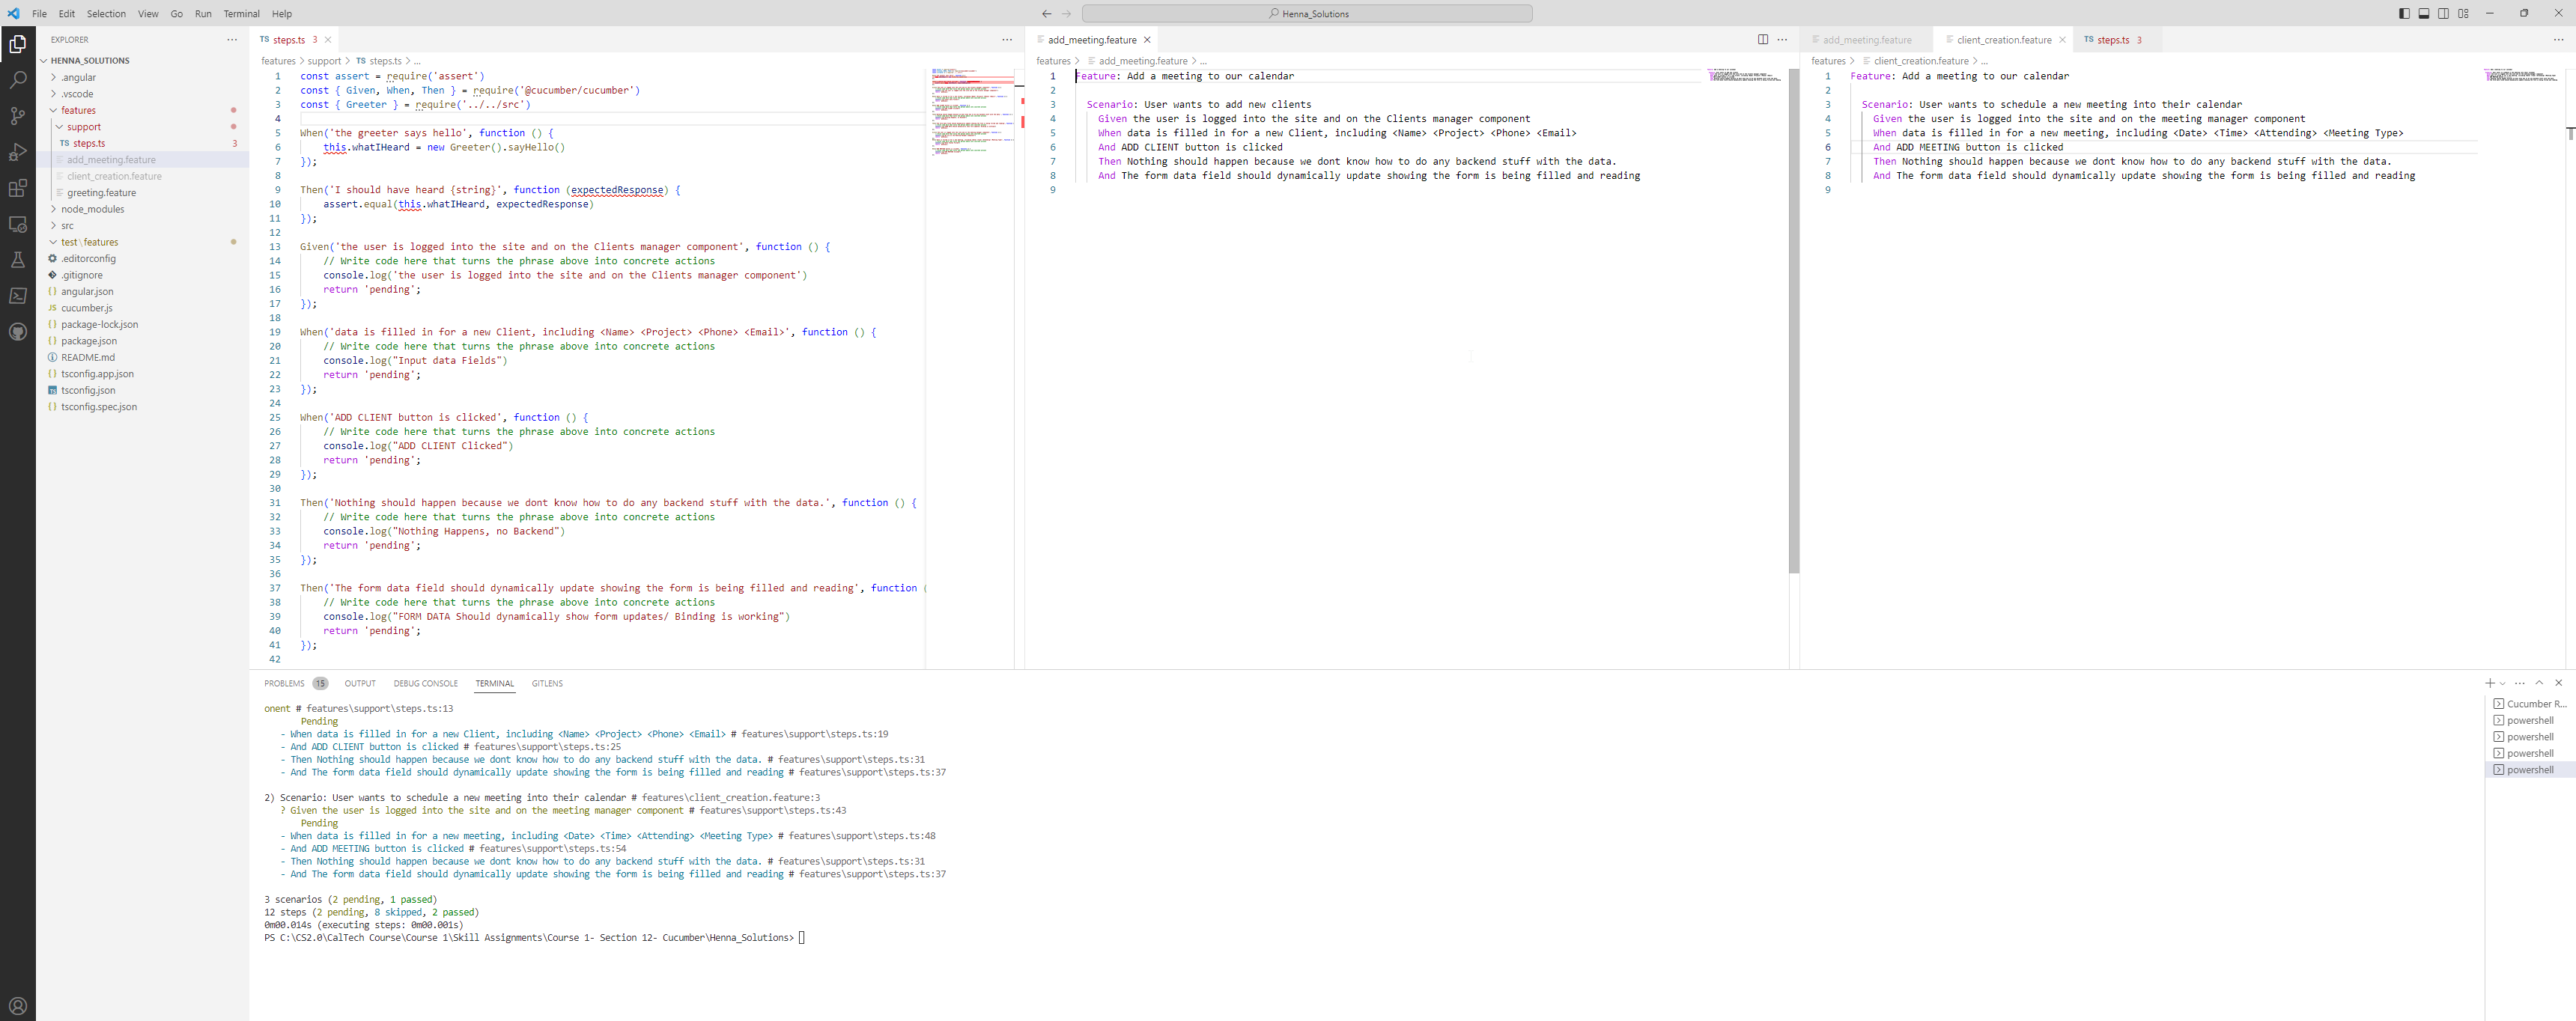 File Edit Selection View Go Run Terminal Help
Henna_Solutions
EXPLORER
HENNA_SOLUTIONS
.angular
.vscode
features
support
TS steps.ts 3
add_meeting.feature
client_creation.feature
greeting.feature
node_modules
src
test\features
.editorconfig
.gitignore
{} angular.json
JS cucumber.js
{} package-lock.json
{} package.json
README.md
{} tsconfig.app.json
TS tsconfig.json
{} tsconfig.spec.json
TS steps.ts 3
features > support > TS steps.ts > ...
1 const assert = require('assert')
2 const { Given, When, Then } = require('@cucumber/cucumber')
3 const { Greeter } = require('../../src')
4
5 When('the greeter says hello', function () {
6 this.whatIHeard = new Greeter().sayHello()
7 });
8
9 Then('I should have heard {string}', function (expectedResponse) {
10 assert.equal(this.whatIHeard, expectedResponse)
11 });
12
13 Given('the user is logged into the site and on the Clients manager component', function () {
14 // Write code here that turns the phrase above into concrete actions
15 console.log('the user is logged into the site and on the Clients manager component')
16 return 'pending';
17 });
18
19 When('data is filled in for a new Client, including <Name> <Project> <Phone> <Email>', function () {
20 // Write code here that turns the phrase above into concrete actions
21 console.log("Input data Fields")
22 return 'pending';
23 });
24
25 When('ADD CLIENT button is clicked', function () {
26 // Write code here that turns the phrase above into concrete actions
27 console.log("ADD CLIENT Clicked")
28 return 'pending';
29 });
30
31 Then('Nothing should happen because we dont know how to do any backend stuff with the data.', function () {
32 // Write code here that turns the phrase above into concrete actions
33 console.log("Nothing Happens, no Backend")
34 return 'pending';
35 });
36
37 Then('The form data field should dynamically update showing the form is being filled and reading', function (
38 // Write code here that turns the phrase above into concrete actions
39 console.log("FORM DATA Should dynamically show form updates/ Binding is working")
40 return 'pending';
41 });
42
add_meeting.feature
features > add_meeting.feature > ...
1 Feature: Add a meeting to our calendar
2
3 Scenario: User wants to add new clients
4 Given the user is logged into the site and on the Clients manager component
5 When data is filled in for a new Client, including <Name> <Project> <Phone> <Email>
6 And ADD CLIENT button is clicked
7 Then Nothing should happen because we dont know how to do any backend stuff with the data.
8 And The form data field should dynamically update showing the form is being filled and reading
9
add_meeting.feature client_creation.feature TS steps.ts 3
features > client_creation.feature > ...
1 Feature: Add a meeting to our calendar
2
3 Scenario: User wants to schedule a new meeting into their calendar
4 Given the user is logged into the site and on the meeting manager component
5 When data is filled in for a new meeting, including <Date> <Time> <Attending> <Meeting Type>
6 And ADD MEETING button is clicked
7 Then Nothing should happen because we dont know how to do any backend stuff with the data.
8 And The form data field should dynamically update showing the form is being filled and reading
9
PROBLEMS 15 OUTPUT DEBUG CONSOLE TERMINAL GITLENS
onent # features\support\steps.ts:13
Pending
- When data is filled in for a new Client, including <Name> <Project> <Phone> <Email> # features\support\steps.ts:19
- And ADD CLIENT button is clicked # features\support\steps.ts:25
- Then Nothing should happen because we dont know how to do any backend stuff with the data. # features\support\steps.ts:31
- And The form data field should dynamically update showing the form is being filled and reading # features\support\steps.ts:37
2) Scenario: User wants to schedule a new meeting into their calendar # features\client_creation.feature:3
? Given the user is logged into the site and on the meeting manager component # features\support\steps.ts:43
Pending
- When data is filled in for a new meeting, including <Date> <Time> <Attending> <Meeting Type> # features\support\steps.ts:48
- And ADD MEETING button is clicked # features\support\steps.ts:54
- Then Nothing should happen because we dont know how to do any backend stuff with the data. # features\support\steps.ts:31
- And The form data field should dynamically update showing the form is being filled and reading # features\support\steps.ts:37
3 scenarios (2 pending, 1 passed)
12 steps (2 pending, 8 skipped, 2 passed)
0m00.014s (executing steps: 0m00.001s)
PS C:\CS2.0\CalTech Course\Course 1\Skill Assignments\Course 1- Section 12- Cucumber\Henna_Solutions>
Cucumber R...
powershell
powershell
powershell
powershell